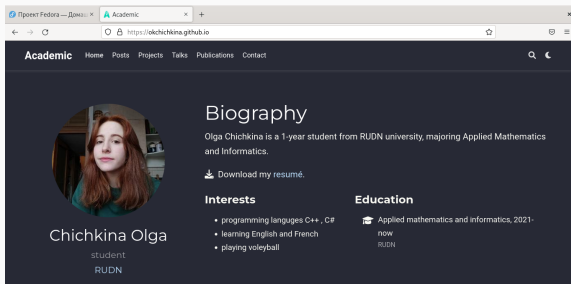 Проект Fedora — Дома
Academic
https://okchichkina.github.io
Academic Home Posts Projects Talks Publications Contact
Biography
Olga Chichkina is a 1-year student from RUDN university, majoring Applied Mathematics
and Informatics.
Download my resumé.
Interests
programming languges C++ , C#
learning English and French
playing voleyball
Education
Applied mathematics and informatics, 2021-
now
RUDN
Chichkina Olga
student
RUDN